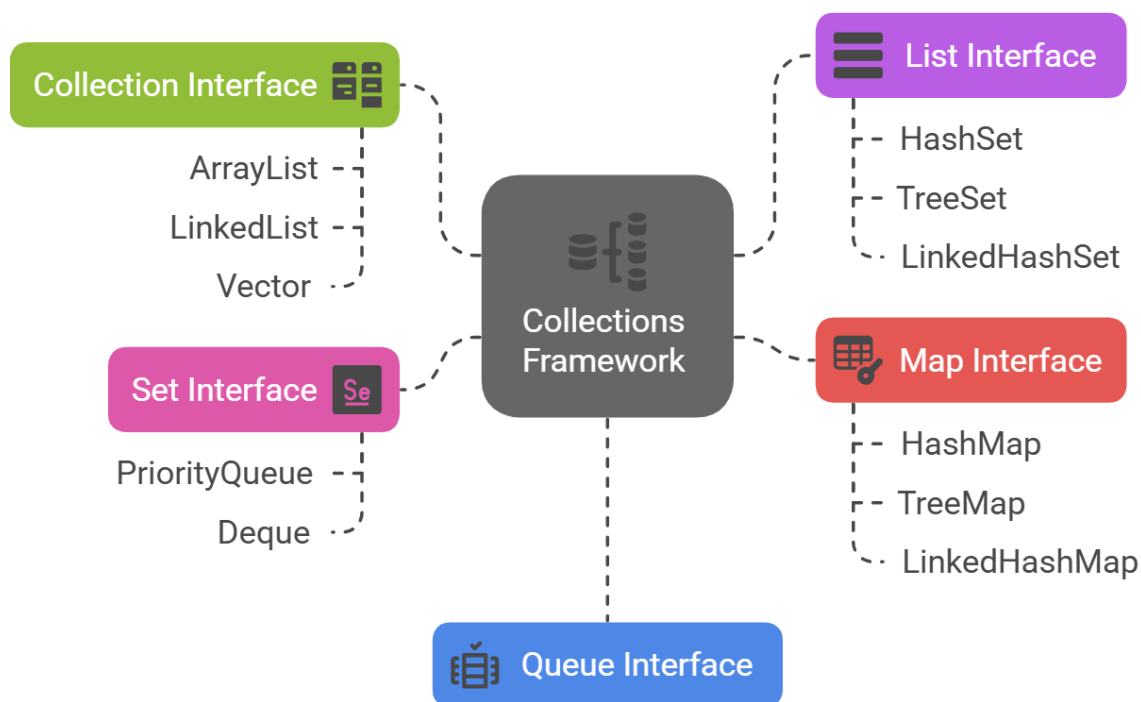 Collection Interface
ArrayList
LinkedList
Vector
Set Interface
Se
PriorityQueue
Deque
Collections
Framework
List Interface
HashSet
TreeSet
LinkedHashSet
Map Interface
HashMap
TreeMap
LinkedHashMap
Queue Interface